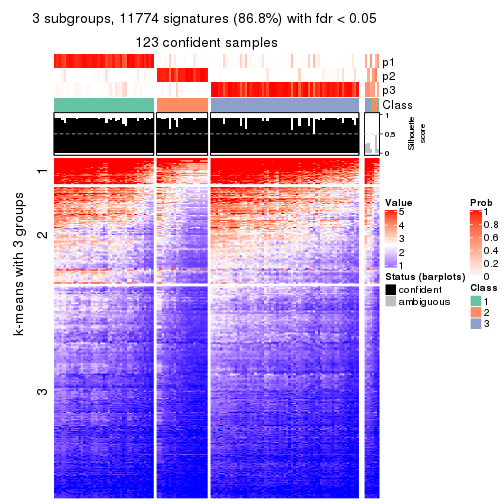 3 subgroups, 11774 signatures (86.8%) with fdr < 0.05
123 confident samples
p1
p2
p3
Class
1
0.5
0
Silhouette
score
k-means with 3 groups
1
2
3
Value
5
4
3
2
1
Status (barplots)
confident
ambiguous
Prob
1
0.8
0.6
0.4
0.2
0
Class
1
2
3